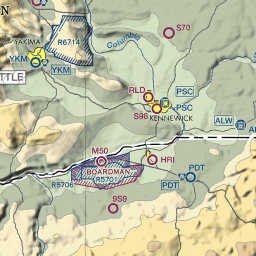 N
S70
YAKIMA
R6714
Columbia
YKM
YKM
TTLE
RLD
PSC
PSC
S98
KENNEWICK
ALW
M50
HRI
BOARDMAN
R5701
R5706
PDT
PDT
9S9